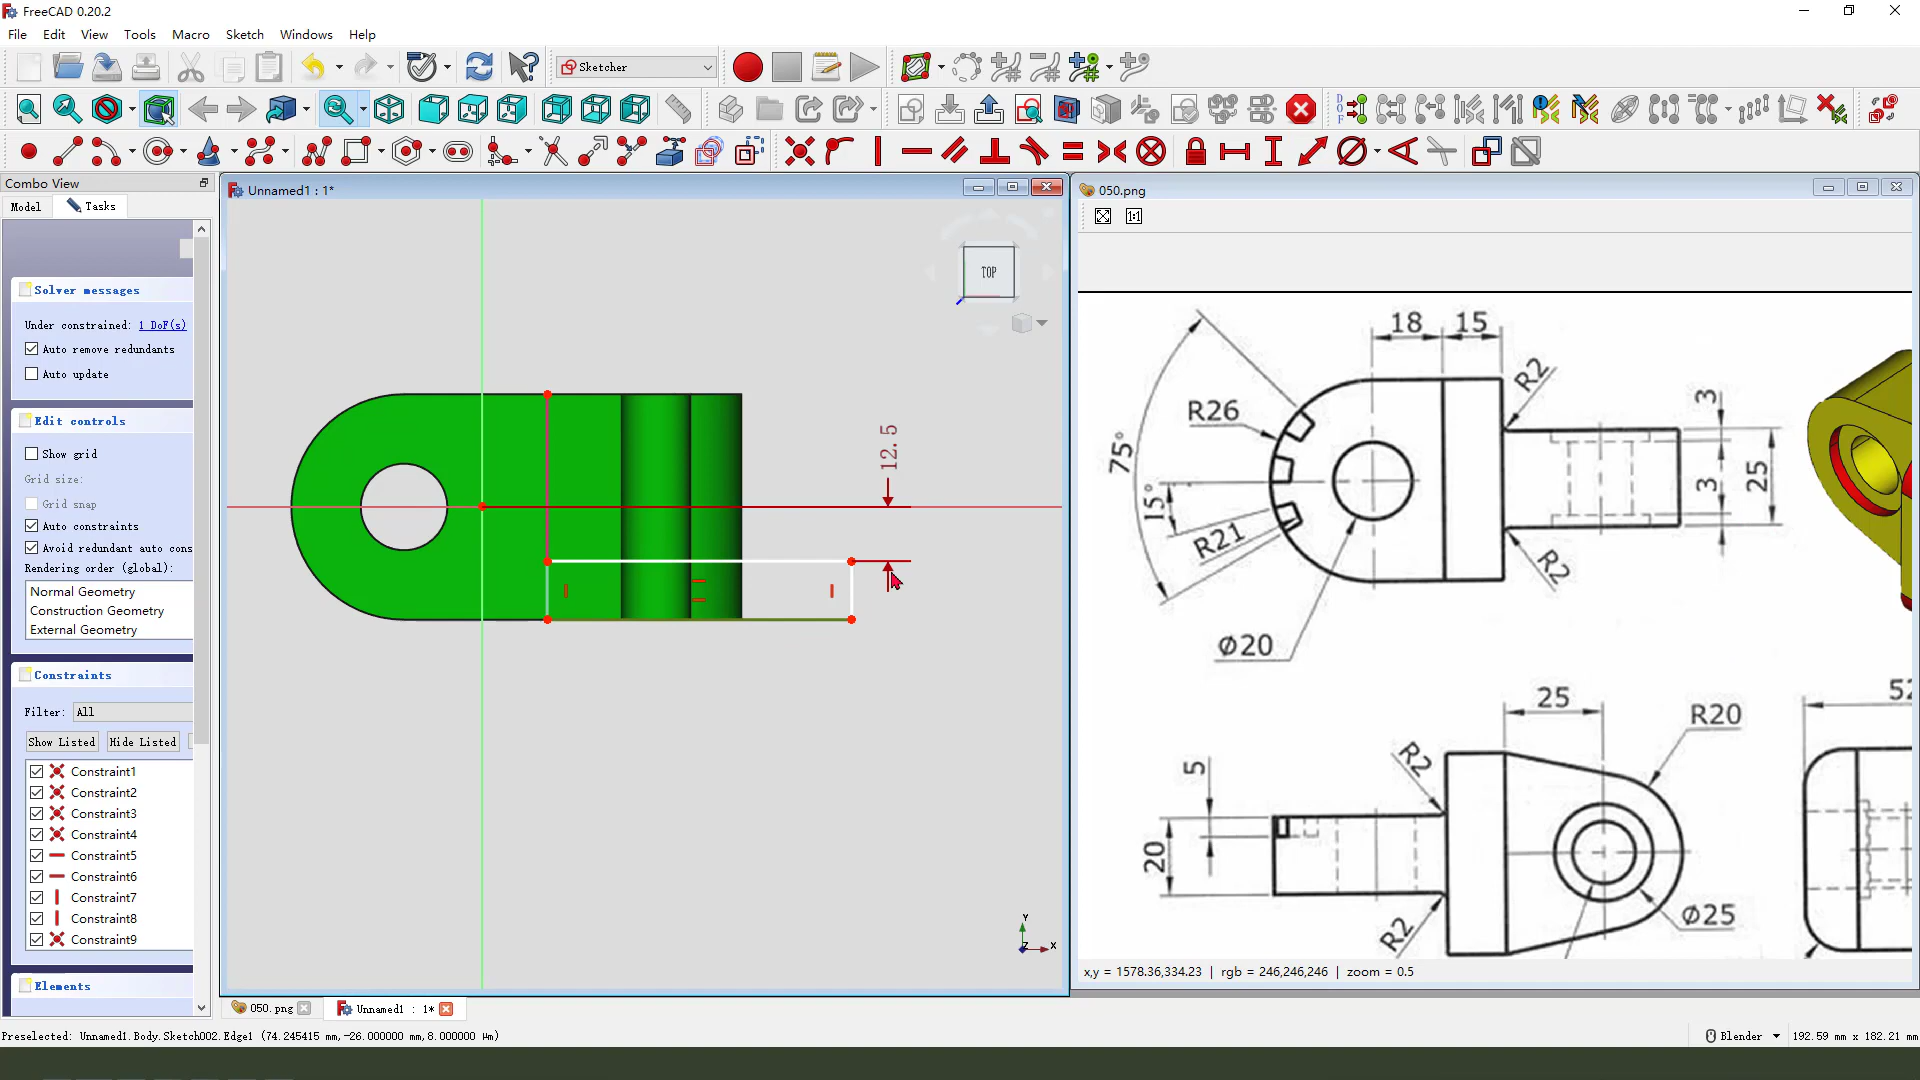 FreeCAD 0.20.2
File Edit View Tools Macro Sketch Windows Help
Sketcher
Combo View
Model Tasks
Solver messages
Under constrained: 1 DoF(s)
Auto remove redundants
Auto update
Edit controls
Show grid
Grid size:
Grid snap
Auto constraints
Avoid redundant auto cons
Rendering order (global):
Normal Geometry
Construction Geometry
External Geometry
Constraints
Filter: All
Show Listed Hide Listed
Constraint1
Constraint2
Constraint3
Constraint4
Constraint5
Constraint6
Constraint7
Constraint8
Constraint9
Elements
Unnamed1 : 1*
TOP
12.5
Y
Z X
050.png
1:1
18 15
R2
R26
3
75°
25
3
15°
R21
R2
Ø20
25
R20
52
R2
5
20
Ø25
R2
x,y = 1578.36,334.23 | rgb = 246,246,246 | zoom = 0.5
050.png Unnamed1 : 1*
Preselected: Unnamed1.Body.Sketch002.Edge1 (74.245415 mm,-26.000000 mm,8.000000 µm)
Blender 192.59 mm x 182.21 mm